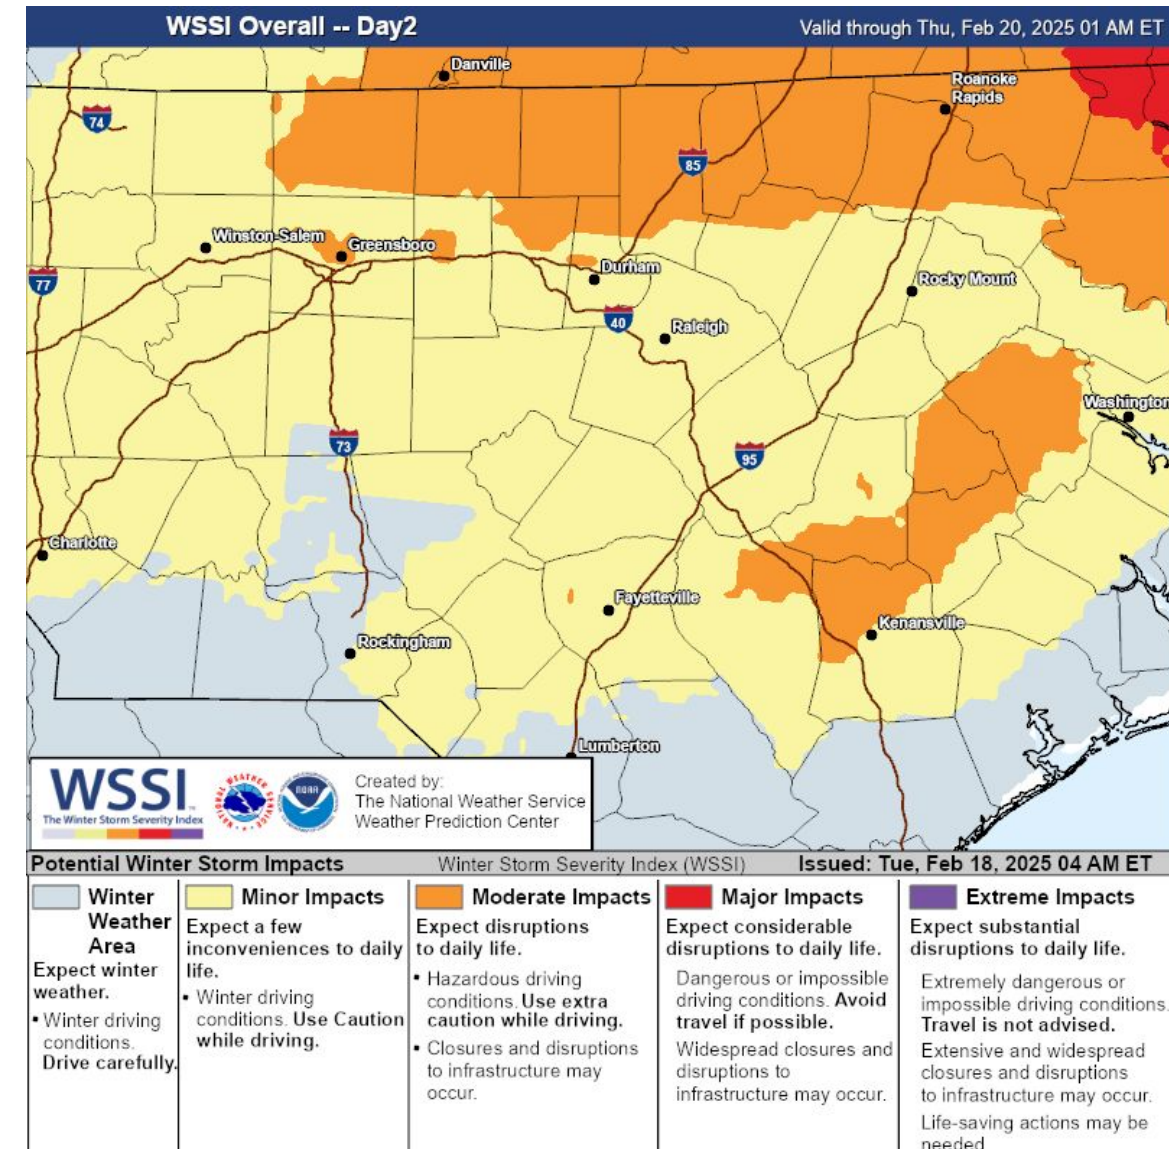 WSSI Overall -- Day2
Valid through Thu, Feb 20, 2025 01 AM ET
Danville
Roanoke
Rapids
74
85
Winston-Salem
Greensboro
Durham
77
Rocky Mount
40
Raleigh
Washington
73
95
Charlotte
Fayetteville
Kenansville
Rockingham
Lumberton
WSSI
The Winter Storm Severity Index
NATIONAL WEATHER SERVICE
NOAA
Created by:
The National Weather Service
Weather Prediction Center
Potential Winter Storm Impacts
Winter Storm Severity Index (WSSI)
Issued: Tue, Feb 18, 2025 04 AM ET
Winter
Weather
Area
Expect winter
weather.
▪ Winter driving
conditions.
Drive carefully.
Minor Impacts
Expect a few
inconveniences to daily
life.
▪ Winter driving
conditions. Use Caution
while driving.
Moderate Impacts
Expect disruptions
to daily life.
▪ Hazardous driving
conditions. Use extra
caution while driving.
▪ Closures and disruptions
to infrastructure may
occur.
Major Impacts
Expect considerable
disruptions to daily life.
Dangerous or impossible
driving conditions. Avoid
travel if possible.
Widespread closures and
disruptions to
infrastructure may occur.
Extreme Impacts
Expect substantial
disruptions to daily life.
Extremely dangerous or
impossible driving conditions.
Travel is not advised.
Extensive and widespread
closures and disruptions
to infrastructure may occur.
Life-saving actions may be
needed